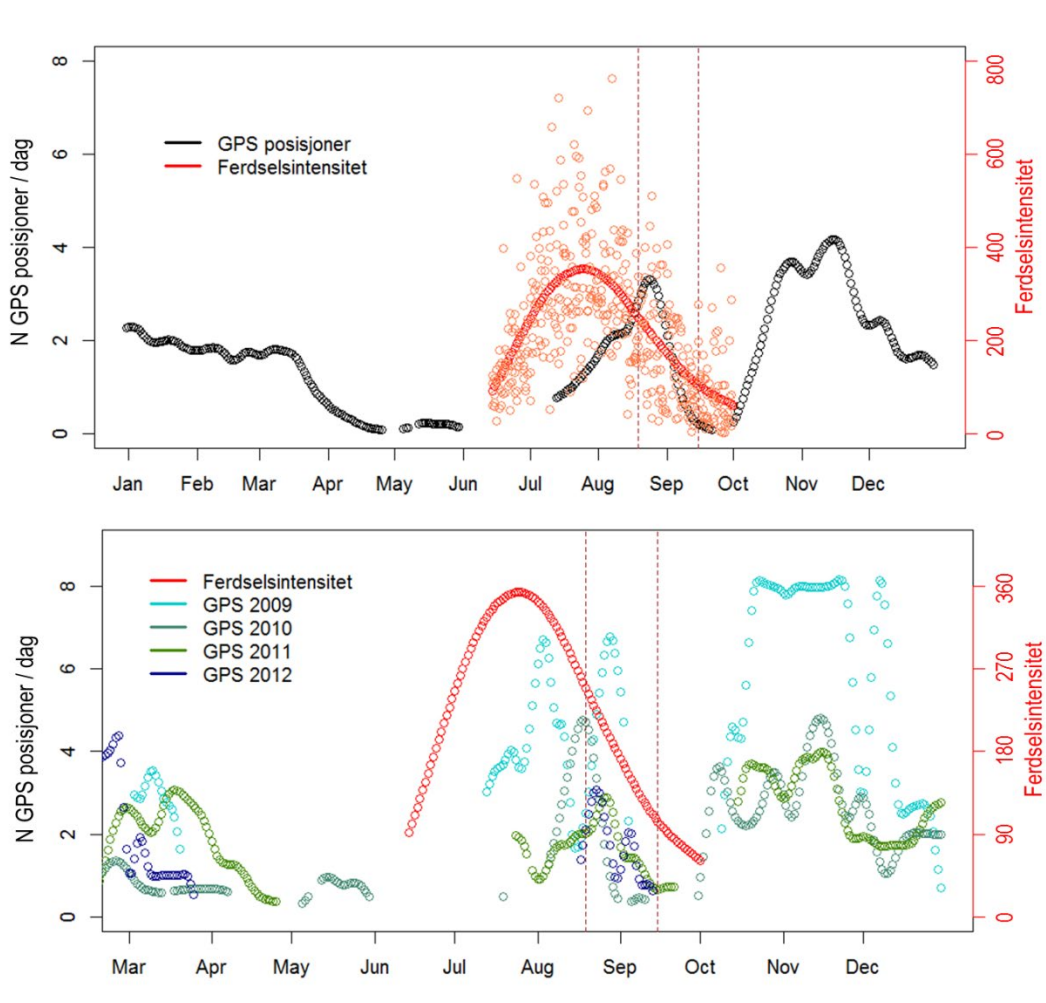 8
6
4
2
0
N GPS posisjoner / dag
GPS posisjoner
Ferdselsintensitet
800
600
400
200
0
Ferdselsintensitet
Jan Feb Mar Apr May Jun Jul Aug Sep Oct Nov Dec
8
6
4
2
0
N GPS posisjoner / dag
Ferdselsintensitet
GPS 2009
GPS 2010
GPS 2011
GPS 2012
360
270
180
90
0
Ferdselsintensitet
Mar Apr May Jun Jul Aug Sep Oct Nov Dec